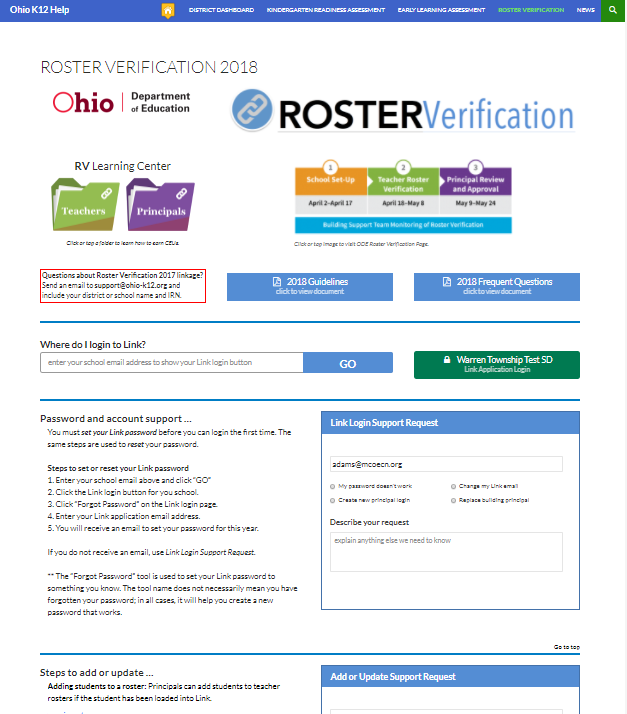 Ohio K12 Help
DISTRICT DASHBOARD
KINDERGARTEN READINESS ASSESSMENT
EARLY LEARNING ASSESSMENT
ROSTER VERIFICATION
NEWS
ROSTER VERIFICATION 2018
Ohio | Department of Education
ROSTERVerification
RV Learning Center
Teachers
Principals
Click or tap a folder to learn how to earn CEUs.
1
2
3
School Set-Up
Teacher Roster Verification
Principal Review and Approval
April 2–April 17
April 18–May 8
May 9–May 24
Building Support Team Monitoring of Roster Verification
Click or tap image to visit ODE Roster Verification Page.
Questions about Roster Verification 2017 linkage?
Send an email to support@ohio-k12.org and
include your district or school name and IRN.
2018 Guidelines
click to view document
2018 Frequent Questions
click to view document
Where do I login to Link?
enter your school email address to show your Link login button
GO
Warren Township Test SD
Link Application Login
Password and account support ...
You must set your Link password before you can login the first time. The
same steps are used to reset your password.
Steps to set or reset your Link password
1. Enter your school email above and click "GO"
2. Click the Link login button for you school.
3. Click "Forgot Password" on the Link login page.
4. Enter your Link application email address.
5. You will receive an email to set your password for this year.
If you do not receive an email, use Link Login Support Request.
** The "Forgot Password" tool is used to set your Link password to
something you know. The tool name does not necessarily mean you have
forgotten your password; in all cases, it will help you create a new
password that works.
Link Login Support Request
adams@mcoecn.org
My password doesn't work
Change my Link email
Create new principal login
Replace building principal
Describe your request
explain anything else we need to know
Go to top
Steps to add or update ...
Adding students to a roster: Principals can add students to teacher
rosters if the student has been loaded into Link.
Add or Update Support Request